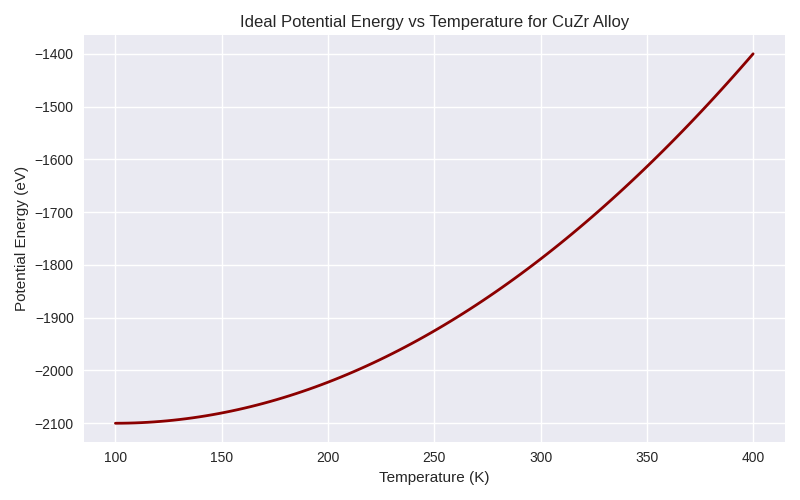 Ideal Potential Energy vs Temperature for CuZr Alloy
Potential Energy (eV)
−1400
−1500
−1600
−1700
−1800
−1900
−2000
−2100
100 150 200 250 300 350 400
Temperature (K)